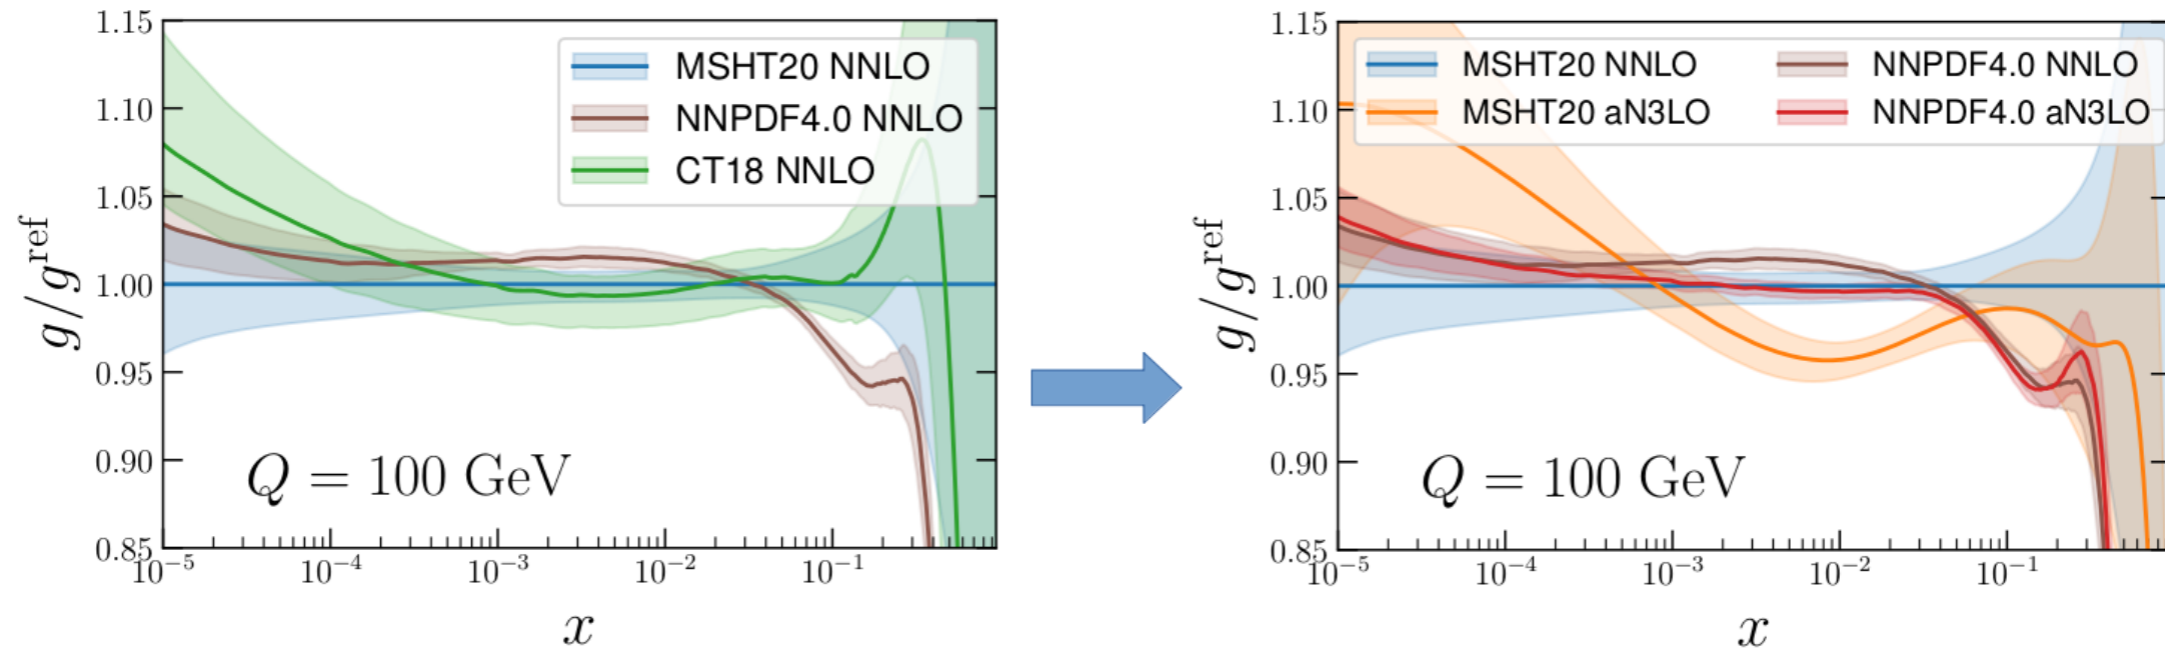 1.15
1.10
1.05
1.00
0.95
0.90
0.85
g/g^ref
MSHT20 NNLO
NNPDF4.0 NNLO
CT18 NNLO
Q = 100 GeV
10^−5 10^−4 10^−3 10^−2 10^−1
x
1.15
1.10
1.05
1.00
0.95
0.90
0.85
g/g^ref
MSHT20 NNLO NNPDF4.0 NNLO
MSHT20 aN3LO NNPDF4.0 aN3LO
Q = 100 GeV
10^−5 10^−4 10^−3 10^−2 10^−1
x